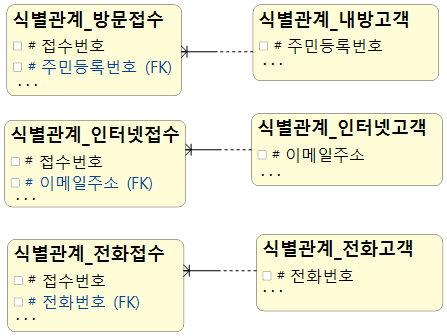 식별관계_방문접수
# 접수번호
# 주민등록번호 (FK)
...
식별관계_내방고객
# 주민등록번호
...
식별관계_인터넷접수
# 접수번호
# 이메일주소 (FK)
...
식별관계_인터넷고객
# 이메일주소
...
식별관계_전화접수
# 접수번호
# 전화번호 (FK)
...
식별관계_전화고객
# 전화번호
...